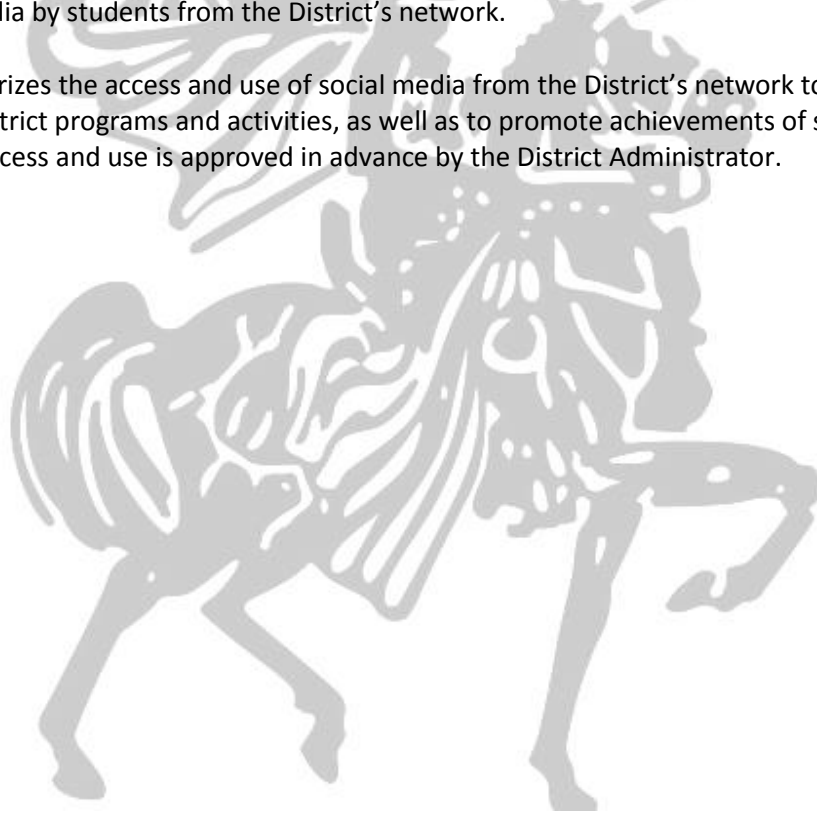 dia by students from the District’s network.
rizes the access and use of social media from the District’s network to
trict programs and activities, as well as to promote achievements of s
cess and use is approved in advance by the District Administrator.